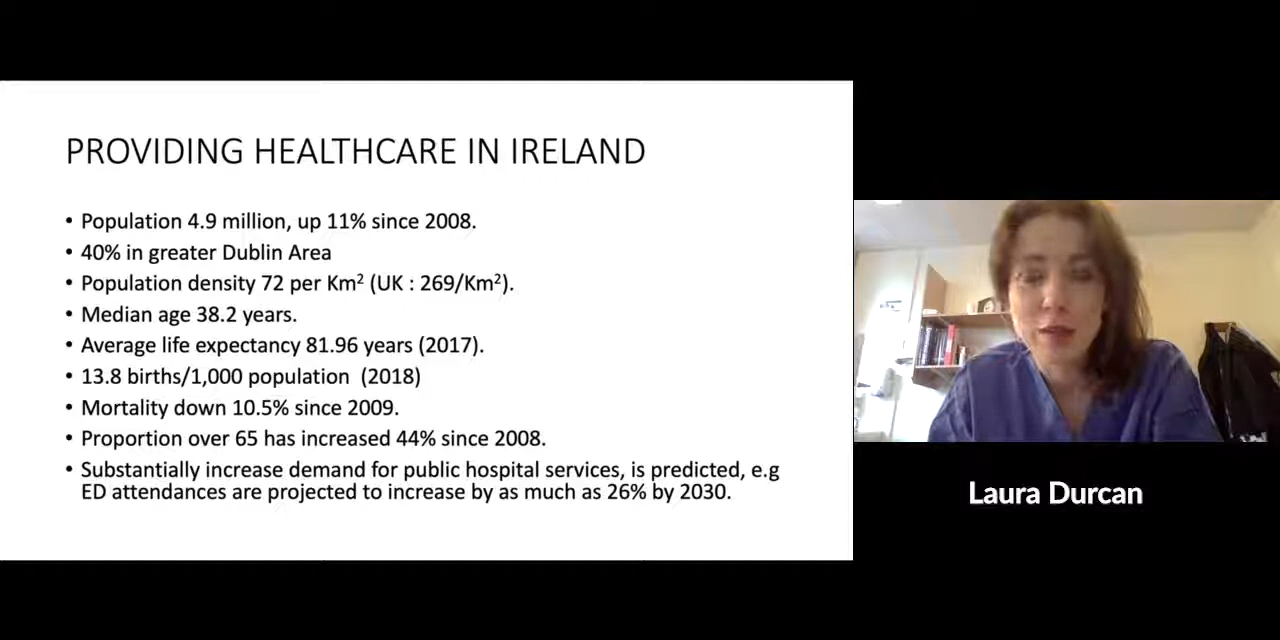 PROVIDING HEALTHCARE IN IRELAND
• Population 4.9 million, up 11% since 2008.
• 40% in greater Dublin Area
• Population density 72 per Km² (UK : 269/Km²).
• Median age 38.2 years.
• Average life expectancy 81.96 years (2017).
• 13.8 births/1,000 population (2018)
• Mortality down 10.5% since 2009.
• Proportion over 65 has increased 44% since 2008.
• Substantially increase demand for public hospital services, is predicted, e.g
ED attendances are projected to increase by as much as 26% by 2030.
Laura Durcan